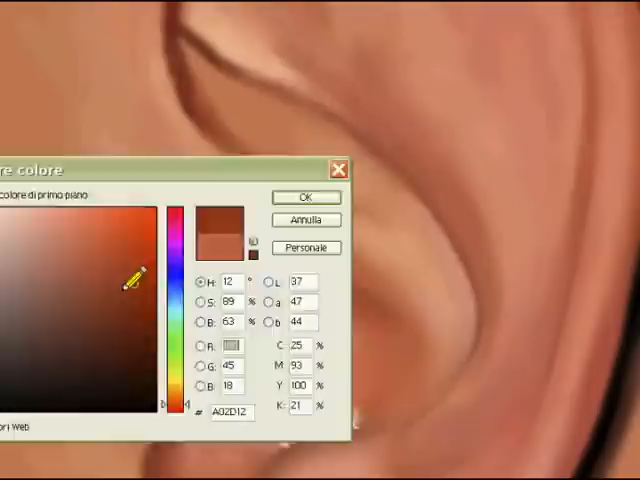 re colore
colore di primo piano
OK
Annulla
Personale
H: 12 °
S: 89 %
B: 63 %
R:
G: 45
B: 18
# A02D12
L: 37
a: 47
b: 44
C: 25 %
M: 93 %
Y: 100 %
K: 21 %
ori Web